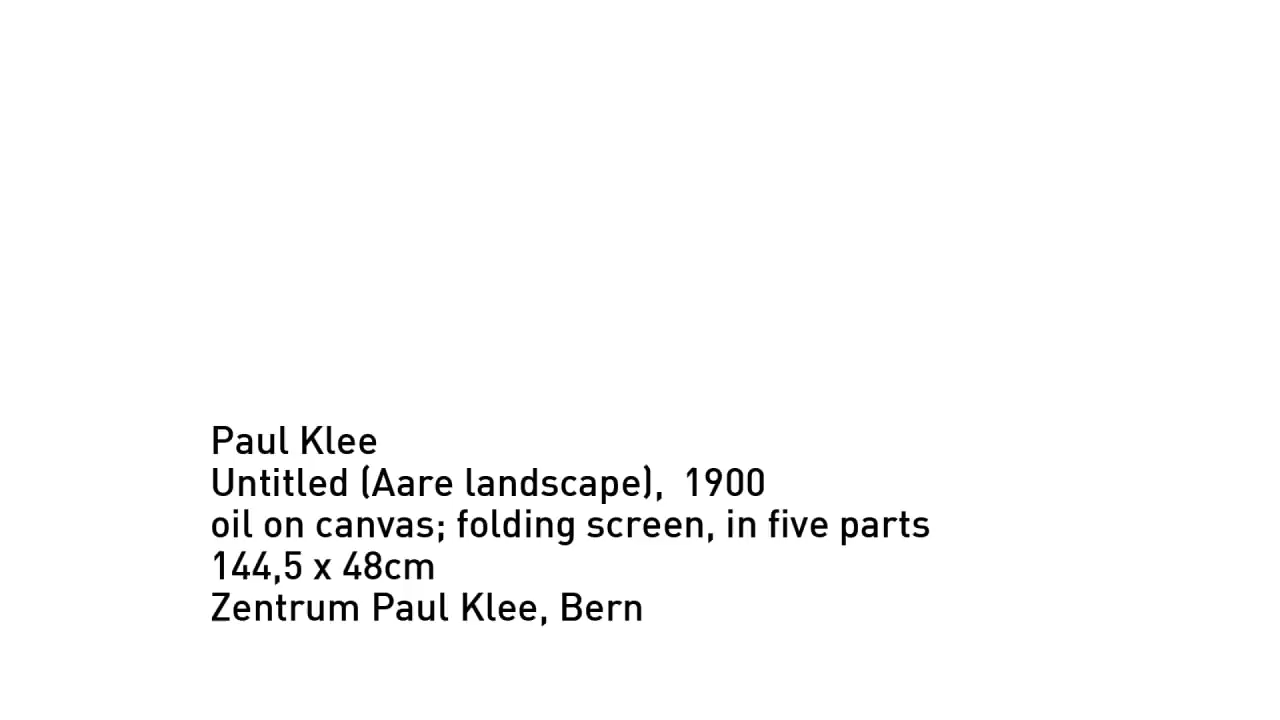 Paul Klee
Untitled (Aare landscape), 1900
oil on canvas; folding screen, in five parts
144,5 x 48cm
Zentrum Paul Klee, Bern